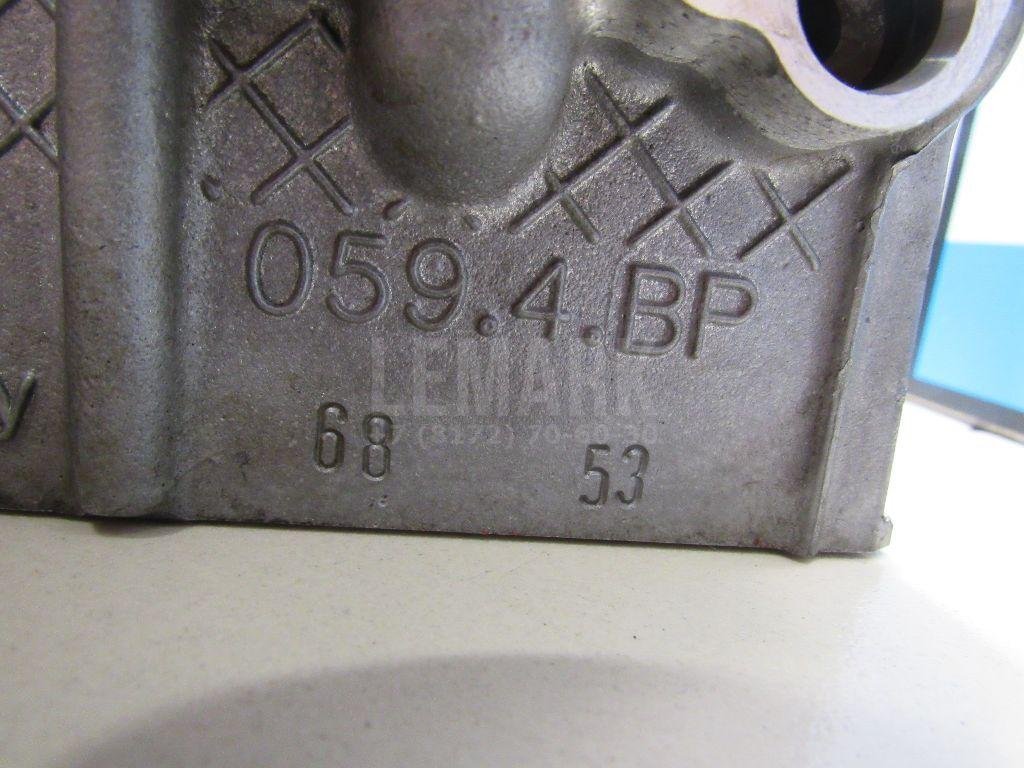 059.4.BP
LEMARK
68 53
y